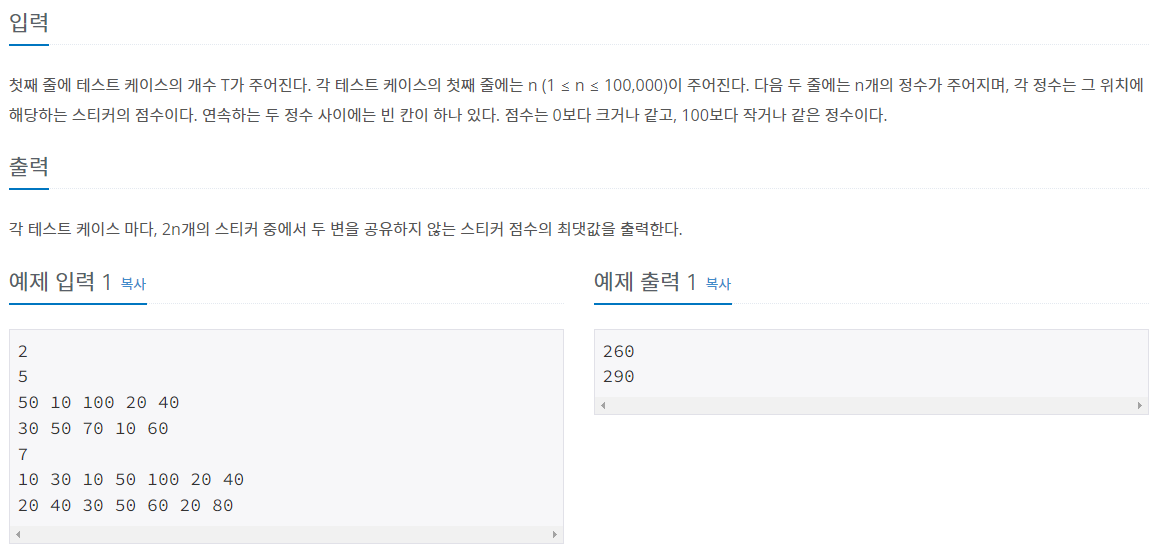 입력
첫째 줄에 테스트 케이스의 개수 T가 주어진다. 각 테스트 케이스의 첫째 줄에는 n (1 ≤ n ≤ 100,000)이 주어진다. 다음 두 줄에는 n개의 정수가 주어지며, 각 정수는 그 위치에
해당하는 스티커의 점수이다. 연속하는 두 정수 사이에는 빈 칸이 하나 있다. 점수는 0보다 크거나 같고, 100보다 작거나 같은 정수이다.
출력
각 테스트 케이스 마다, 2n개의 스티커 중에서 두 변을 공유하지 않는 스티커 점수의 최댓값을 출력한다.
예제 입력 1 복사
2
5
50 10 100 20 40
30 50 70 10 60
7
10 30 10 50 100 20 40
20 40 30 50 60 20 80
예제 출력 1 복사
260
290